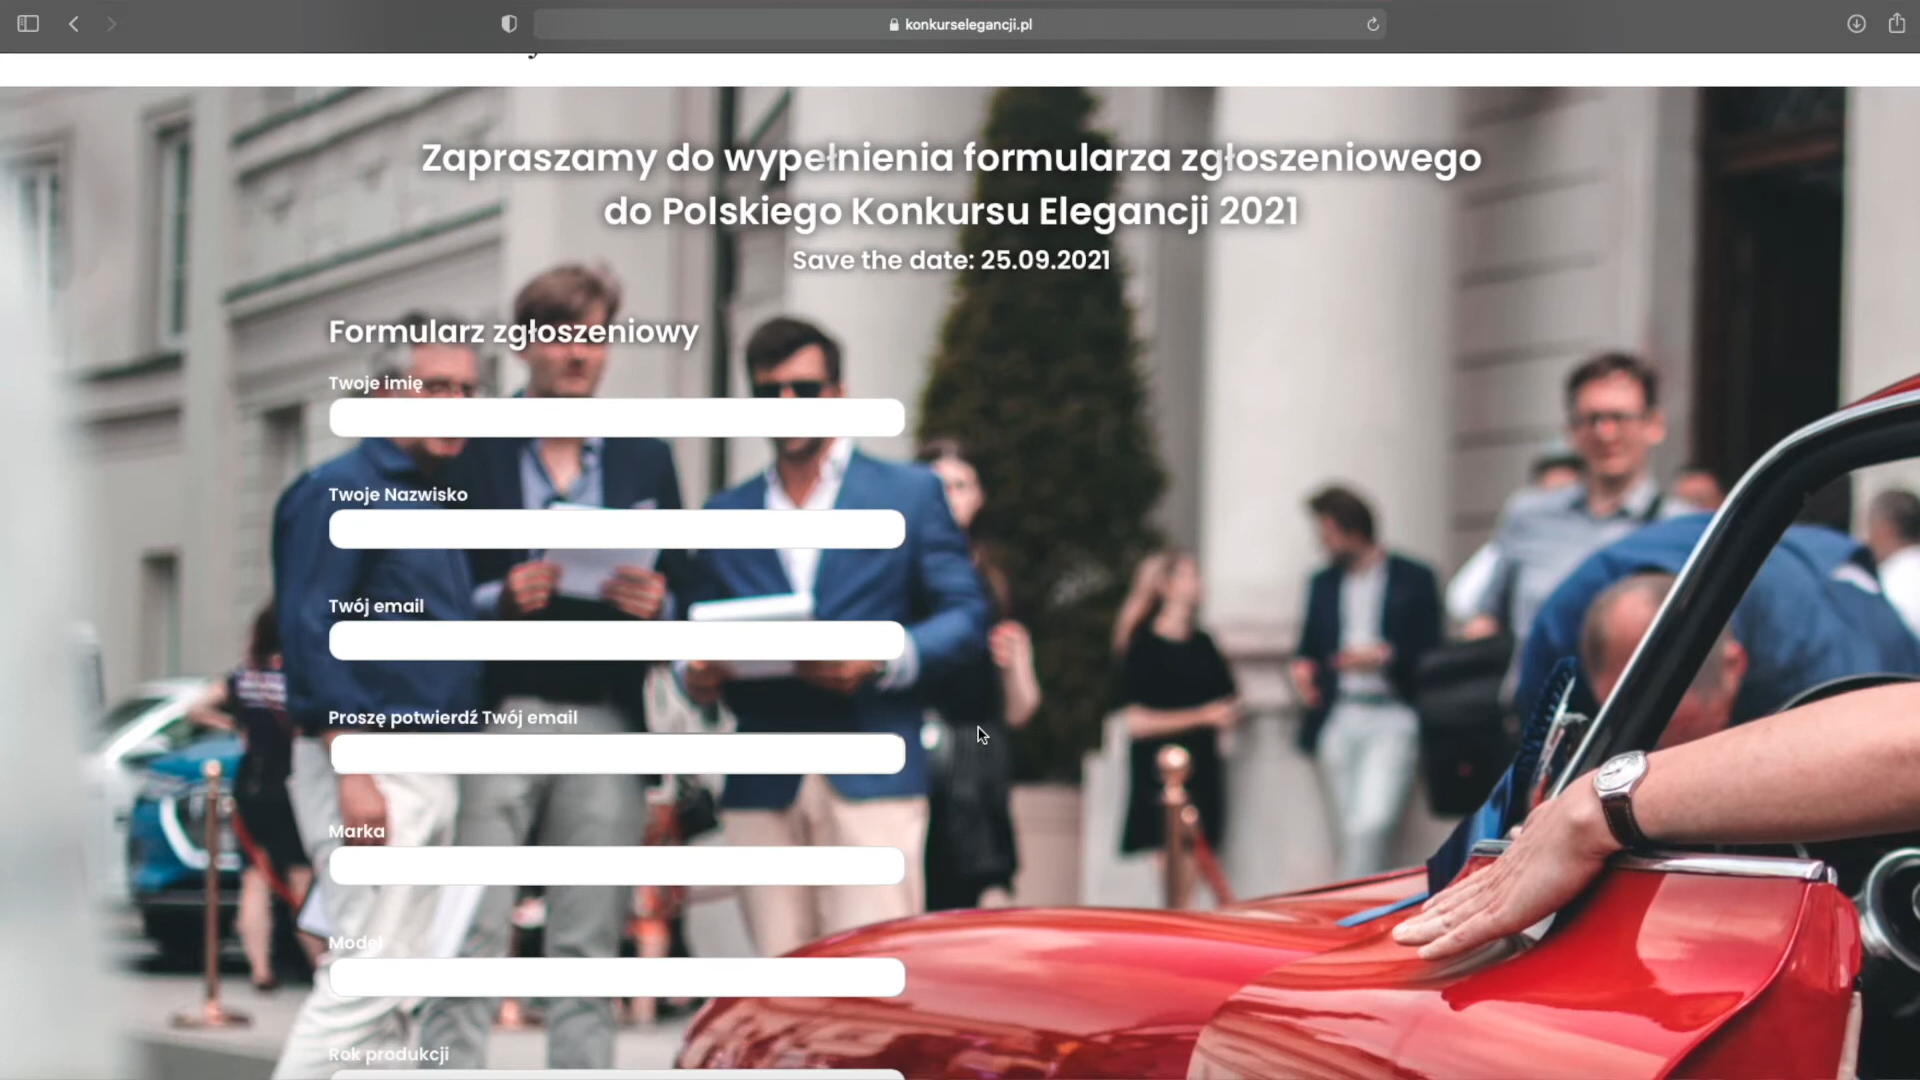 konkurselegancji.pl
Zapraszamy do wypełnienia formularza zgłoszeniowego
do Polskiego Konkursu Elegancji 2021
Save the date: 25.09.2021
Formularz zgłoszeniowy
Twoje imię
Twoje Nazwisko
Twój email
Proszę potwierdź Twój email
Marka
Model
Rok produkcji